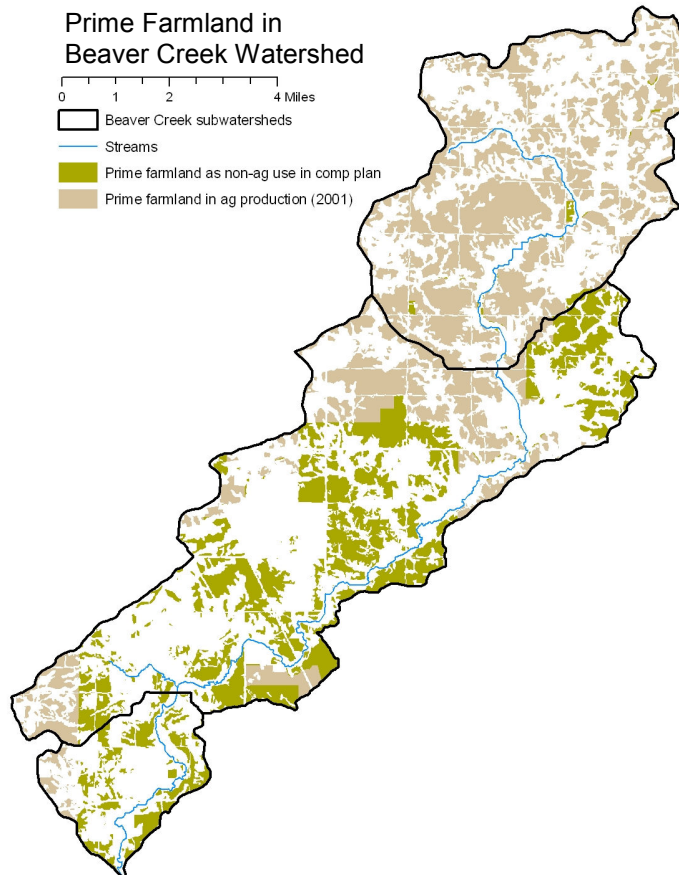 Prime Farmland in
Beaver Creek Watershed
0 2 4 Miles
Beaver Creek subwatersheds
Streams
Prime farmland as non-ag use in comp plan
Prime farmland in ag production (2001)